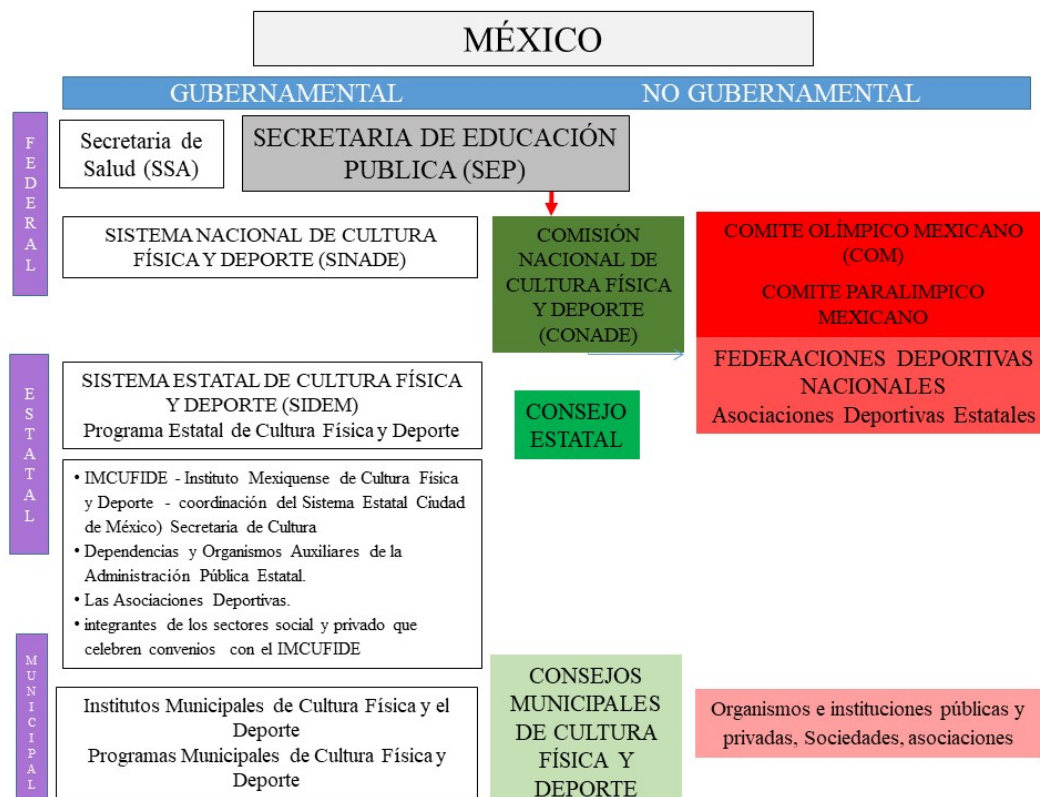 MÉXICO
GUBERNAMENTAL
NO GUBERNAMENTAL
FEDERAL
Secretaria de
Salud (SSA)
SECRETARIA DE EDUCACIÓN
PUBLICA (SEP)
SISTEMA NACIONAL DE CULTURA
FÍSICA Y DEPORTE (SINADE)
COMISIÓN
NACIONAL DE
CULTURA FÍSICA
Y DEPORTE
(CONADE)
COMITE OLÍMPICO MEXICANO
(COM)
COMITE PARALIMPICO
MEXICANO
ESTATAL
SISTEMA ESTATAL DE CULTURA FÍSICA
Y DEPORTE (SIDEM)
Programa Estatal de Cultura Física y Deporte
CONSEJO
ESTATAL
FEDERACIONES DEPORTIVAS
NACIONALES
Asociaciones Deportivas Estatales
• IMCUFIDE - Instituto Mexiquense de Cultura Física
y Deporte - coordinación del Sistema Estatal Ciudad
de México) Secretaria de Cultura
• Dependencias y Organismos Auxiliares de la
Administración Pública Estatal.
• Las Asociaciones Deportivas.
• integrantes de los sectores social y privado que
celebren convenios con el IMCUFIDE
MUNICIPAL
Institutos Municipales de Cultura Física y el
Deporte
Programas Municipales de Cultura Física y
Deporte
CONSEJOS
MUNICIPALES
DE CULTURA
FÍSICA Y
DEPORTE
Organismos e instituciones públicas y
privadas, Sociedades, asociaciones